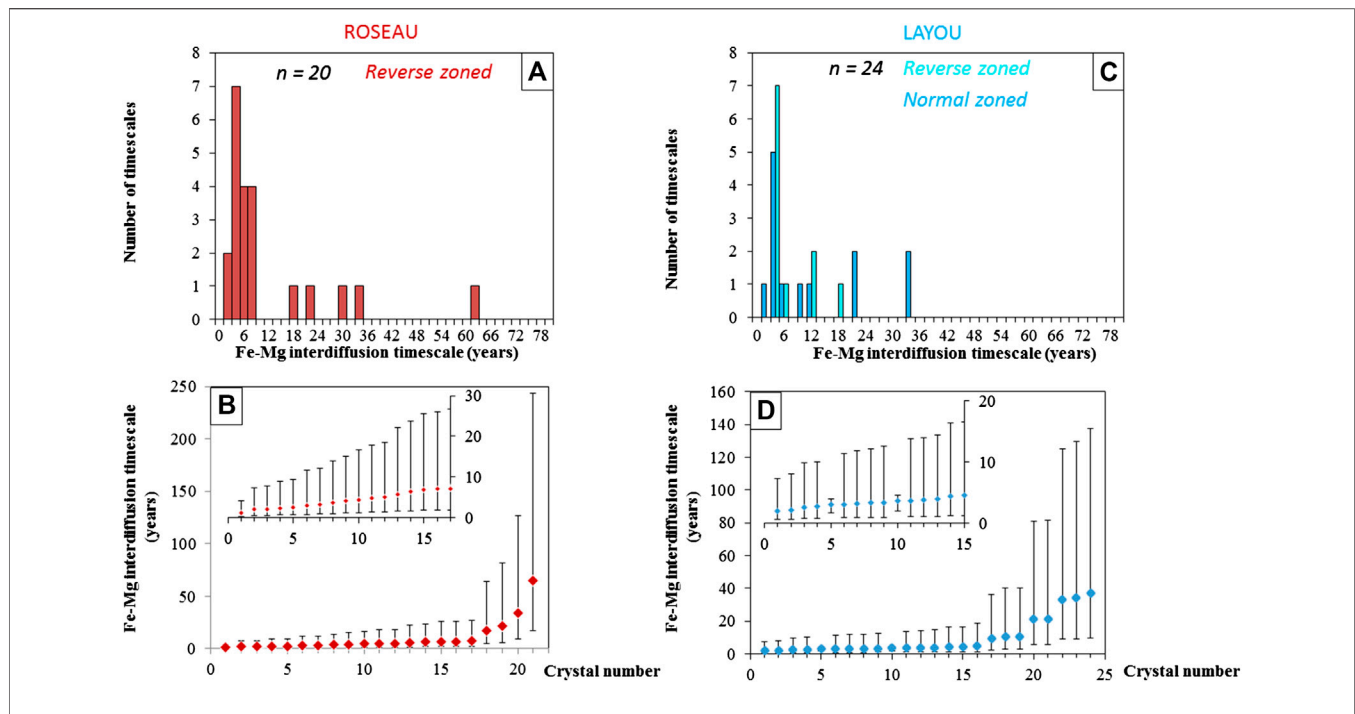 ROSEAU
A
n = 20 Reverse zoned
Number of timescales
8
7
6
5
4
3
2
1
0
0 6 12 18 24 30 36 42 48 54 60 66 72 78
Fe-Mg interdiffusion timescale (years)
LAYOU
C
n = 24 Reverse zoned
Normal zoned
Number of timescales
8
7
6
5
4
3
2
1
0
0 6 12 18 24 30 36 42 48 54 60 66 72 78
Fe-Mg interdiffusion timescale (years)
B
Fe-Mg interdiffusion timescale
(years)
250
200
150
100
50
0
30
20
10
0
0 5 10 15
0 5 10 15 20
Crystal number
D
Fe-Mg interdiffusion timescale
(years)
160
140
120
100
80
60
40
20
0
20
10
0
0 5 10 15
0 5 10 15 20 25
Crystal number